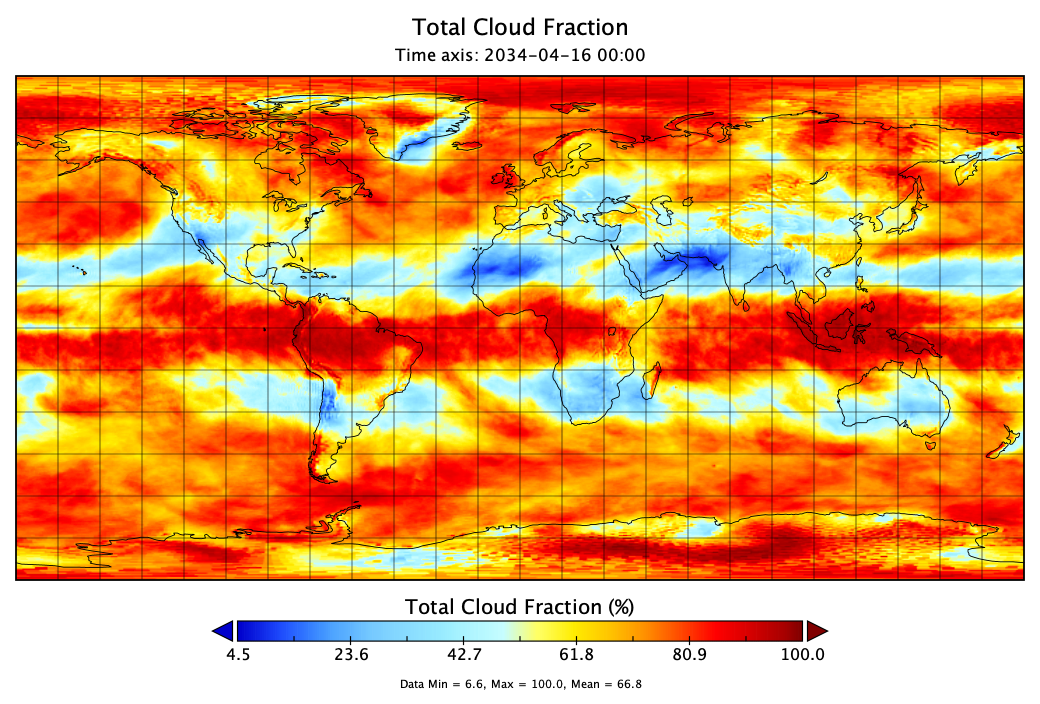 Total Cloud Fraction
Time axis: 2034-04-16 00:00
Total Cloud Fraction (%)
4.5 23.6 42.7 61.8 80.9 100.0
Data Min = 6.6, Max = 100.0, Mean = 66.8